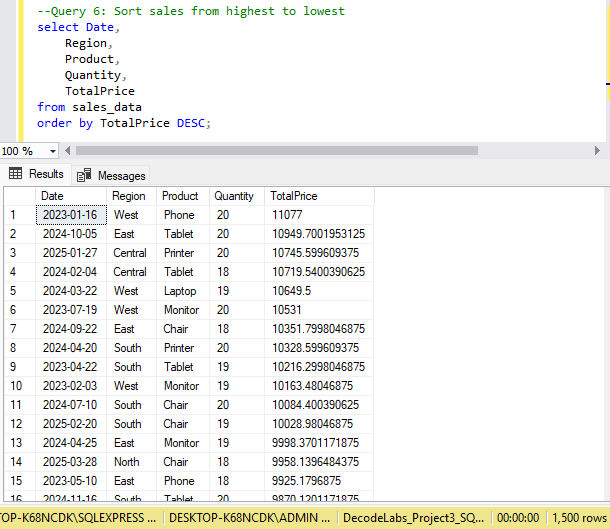 --Query 6: Sort sales from highest to lowest
select Date,
Region,
Product,
Quantity,
TotalPrice
from sales_data
order by TotalPrice DESC;
100 %
Results Messages
Date Region Product Quantity TotalPrice
1 2023-01-16 West Phone 20 11077
2 2024-10-05 East Tablet 20 10949.7001953125
3 2025-01-27 Central Printer 20 10745.599609375
4 2024-02-04 Central Tablet 18 10719.5400390625
5 2024-03-22 West Laptop 19 10649.5
6 2023-07-19 West Monitor 20 10531
7 2024-09-22 East Chair 18 10351.7998046875
8 2024-04-20 South Printer 20 10328.599609375
9 2023-04-22 South Tablet 19 10216.2998046875
10 2023-02-03 West Monitor 19 10163.48046875
11 2024-07-10 South Chair 20 10084.400390625
12 2025-02-20 South Chair 19 10028.98046875
13 2024-04-25 East Monitor 19 9998.3701171875
14 2025-03-28 North Chair 18 9958.1396484375
15 2023-05-10 East Phone 18 9925.1796875
16 2024-11-16 South Tablet 20 9870.1201171875
TOP-K68NCDK\SQLEXPRESS ... DESKTOP-K68NCDK\ADMIN ... DecodeLabs_Project3_SQ... 00:00:00 1,500 rows